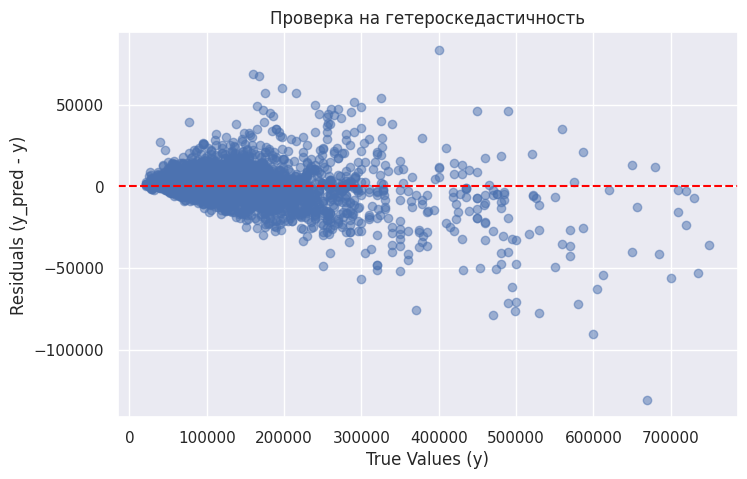 Проверка на гетероскедастичность
Residuals (y_pred - y)
50000
0
−50000
−100000
0 100000 200000 300000 400000 500000 600000 700000
True Values (y)